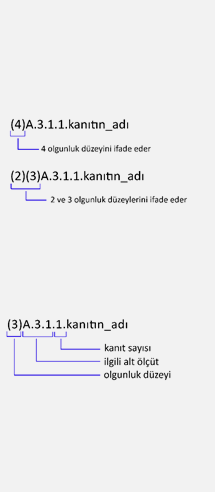 (4)A.3.1.1.kanıtın_adı
4 olgunluk düzeyini ifade eder
(2)(3)A.3.1.1.kanıtın_adı
2 ve 3 olgunluk düzeylerini ifade eder
(3)A.3.1.1.kanıtın_adı
kanıt sayısı
ilgili alt ölçüt
olgunluk düzeyi